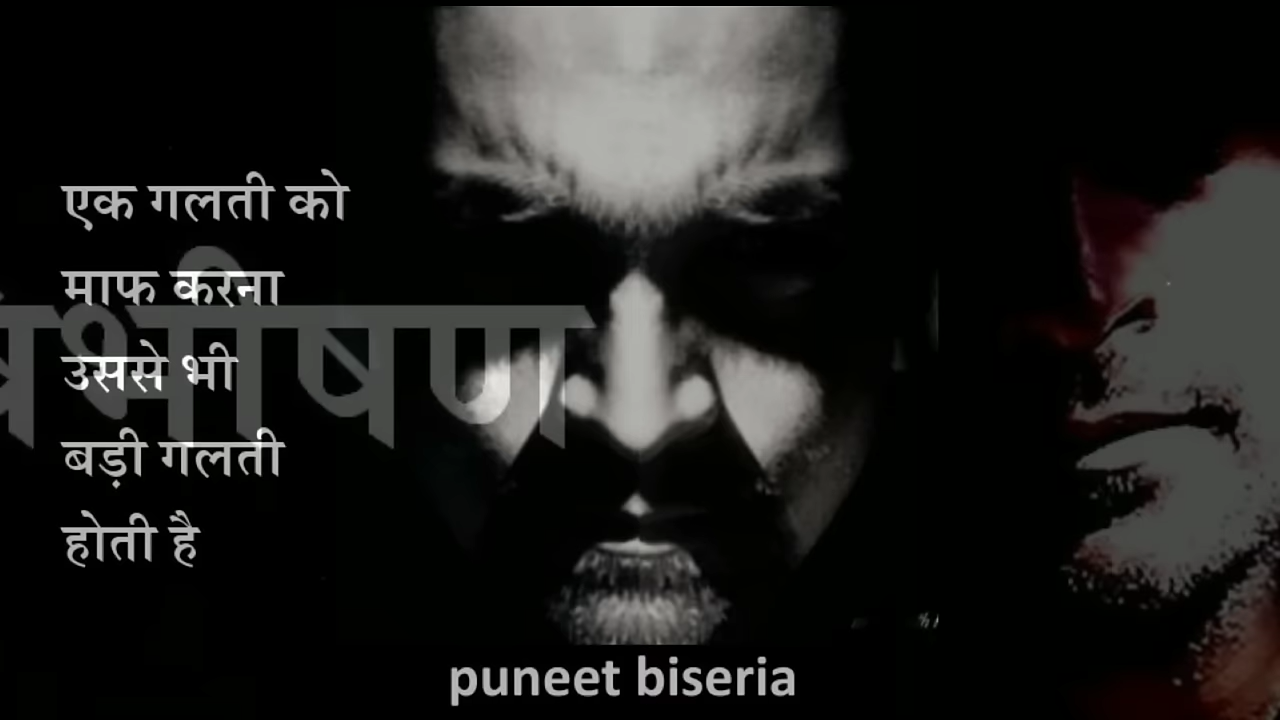 एक गलती को
माफ करना
उससे भी
बड़ी गलती
होती है
puneet biseria